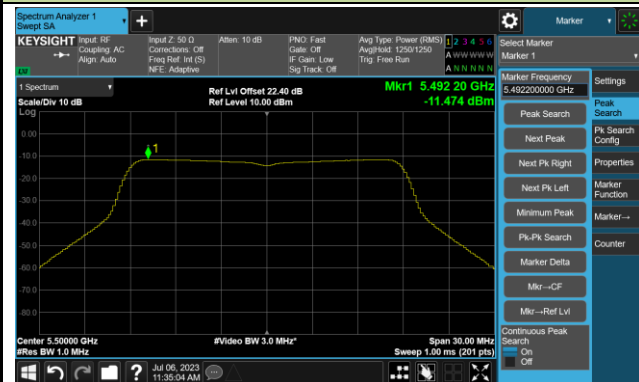 Spectrum Analyzer 1
Swept SA
Marker
KEYSIGHT
Input: RF
Coupling: AC
Align: Auto
Input Z: 50 Ω
Corrections: Off
Freq Ref: Int (S)
NFE: Adaptive
Atten: 10 dB
PNO: Fast
Gate: Off
IF Gain: Low
Sig Track: Off
Avg Type: Power (RMS)
Avg|Hold: 1250/1250
Trig: Free Run
1 2 3 4 5 6
A W W W W W
A N N N N N
LXI
Select Marker
Marker 1
1 Spectrum
Scale/Div 10 dB
Log
Ref Lvl Offset 22.40 dB
Ref Level 10.00 dBm
Mkr1 5.492 20 GHz
-11.474 dBm
0.00
-10.0
-20.0
-30.0
-40.0
-50.0
-60.0
-70.0
-80.0
1
Center 5.50000 GHz
#Res BW 1.0 MHz
#Video BW 3.0 MHz*
Span 30.00 MHz
Sweep 1.00 ms (201 pts)
Marker Frequency
5.492200000 GHz
Peak Search
Next Peak
Next Pk Right
Next Pk Left
Minimum Peak
Pk-Pk Search
Marker Delta
Mkr→CF
Mkr→Ref Lvl
Continuous Peak
Search
On
Off
Settings
Peak
Search
Pk Search
Config
Properties
Marker
Function
Marker→
Counter
Jul 06, 2023
11:35:04 AM